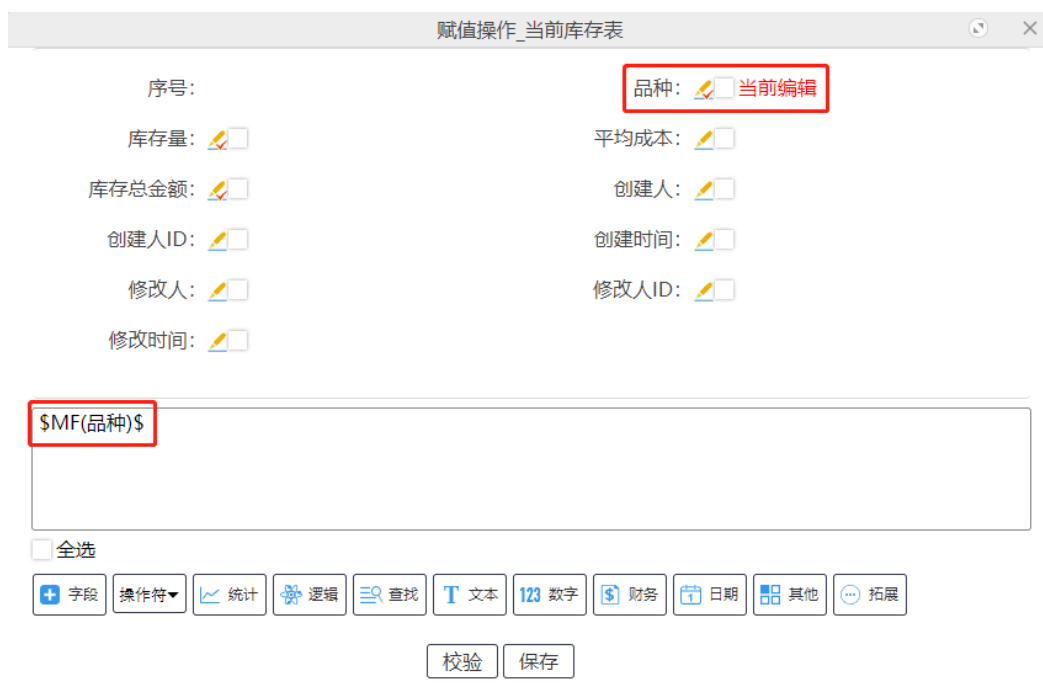 赋值操作_当前库存表
序号:
品种: 当前编辑
库存量:
平均成本:
库存总金额:
创建人:
创建人ID:
创建时间:
修改人:
修改人ID:
修改时间:
$MF(品种)$
全选
字段 操作符 统计 逻辑 查找 文本 123 数字 财务 日期 其他 拓展
校验 保存